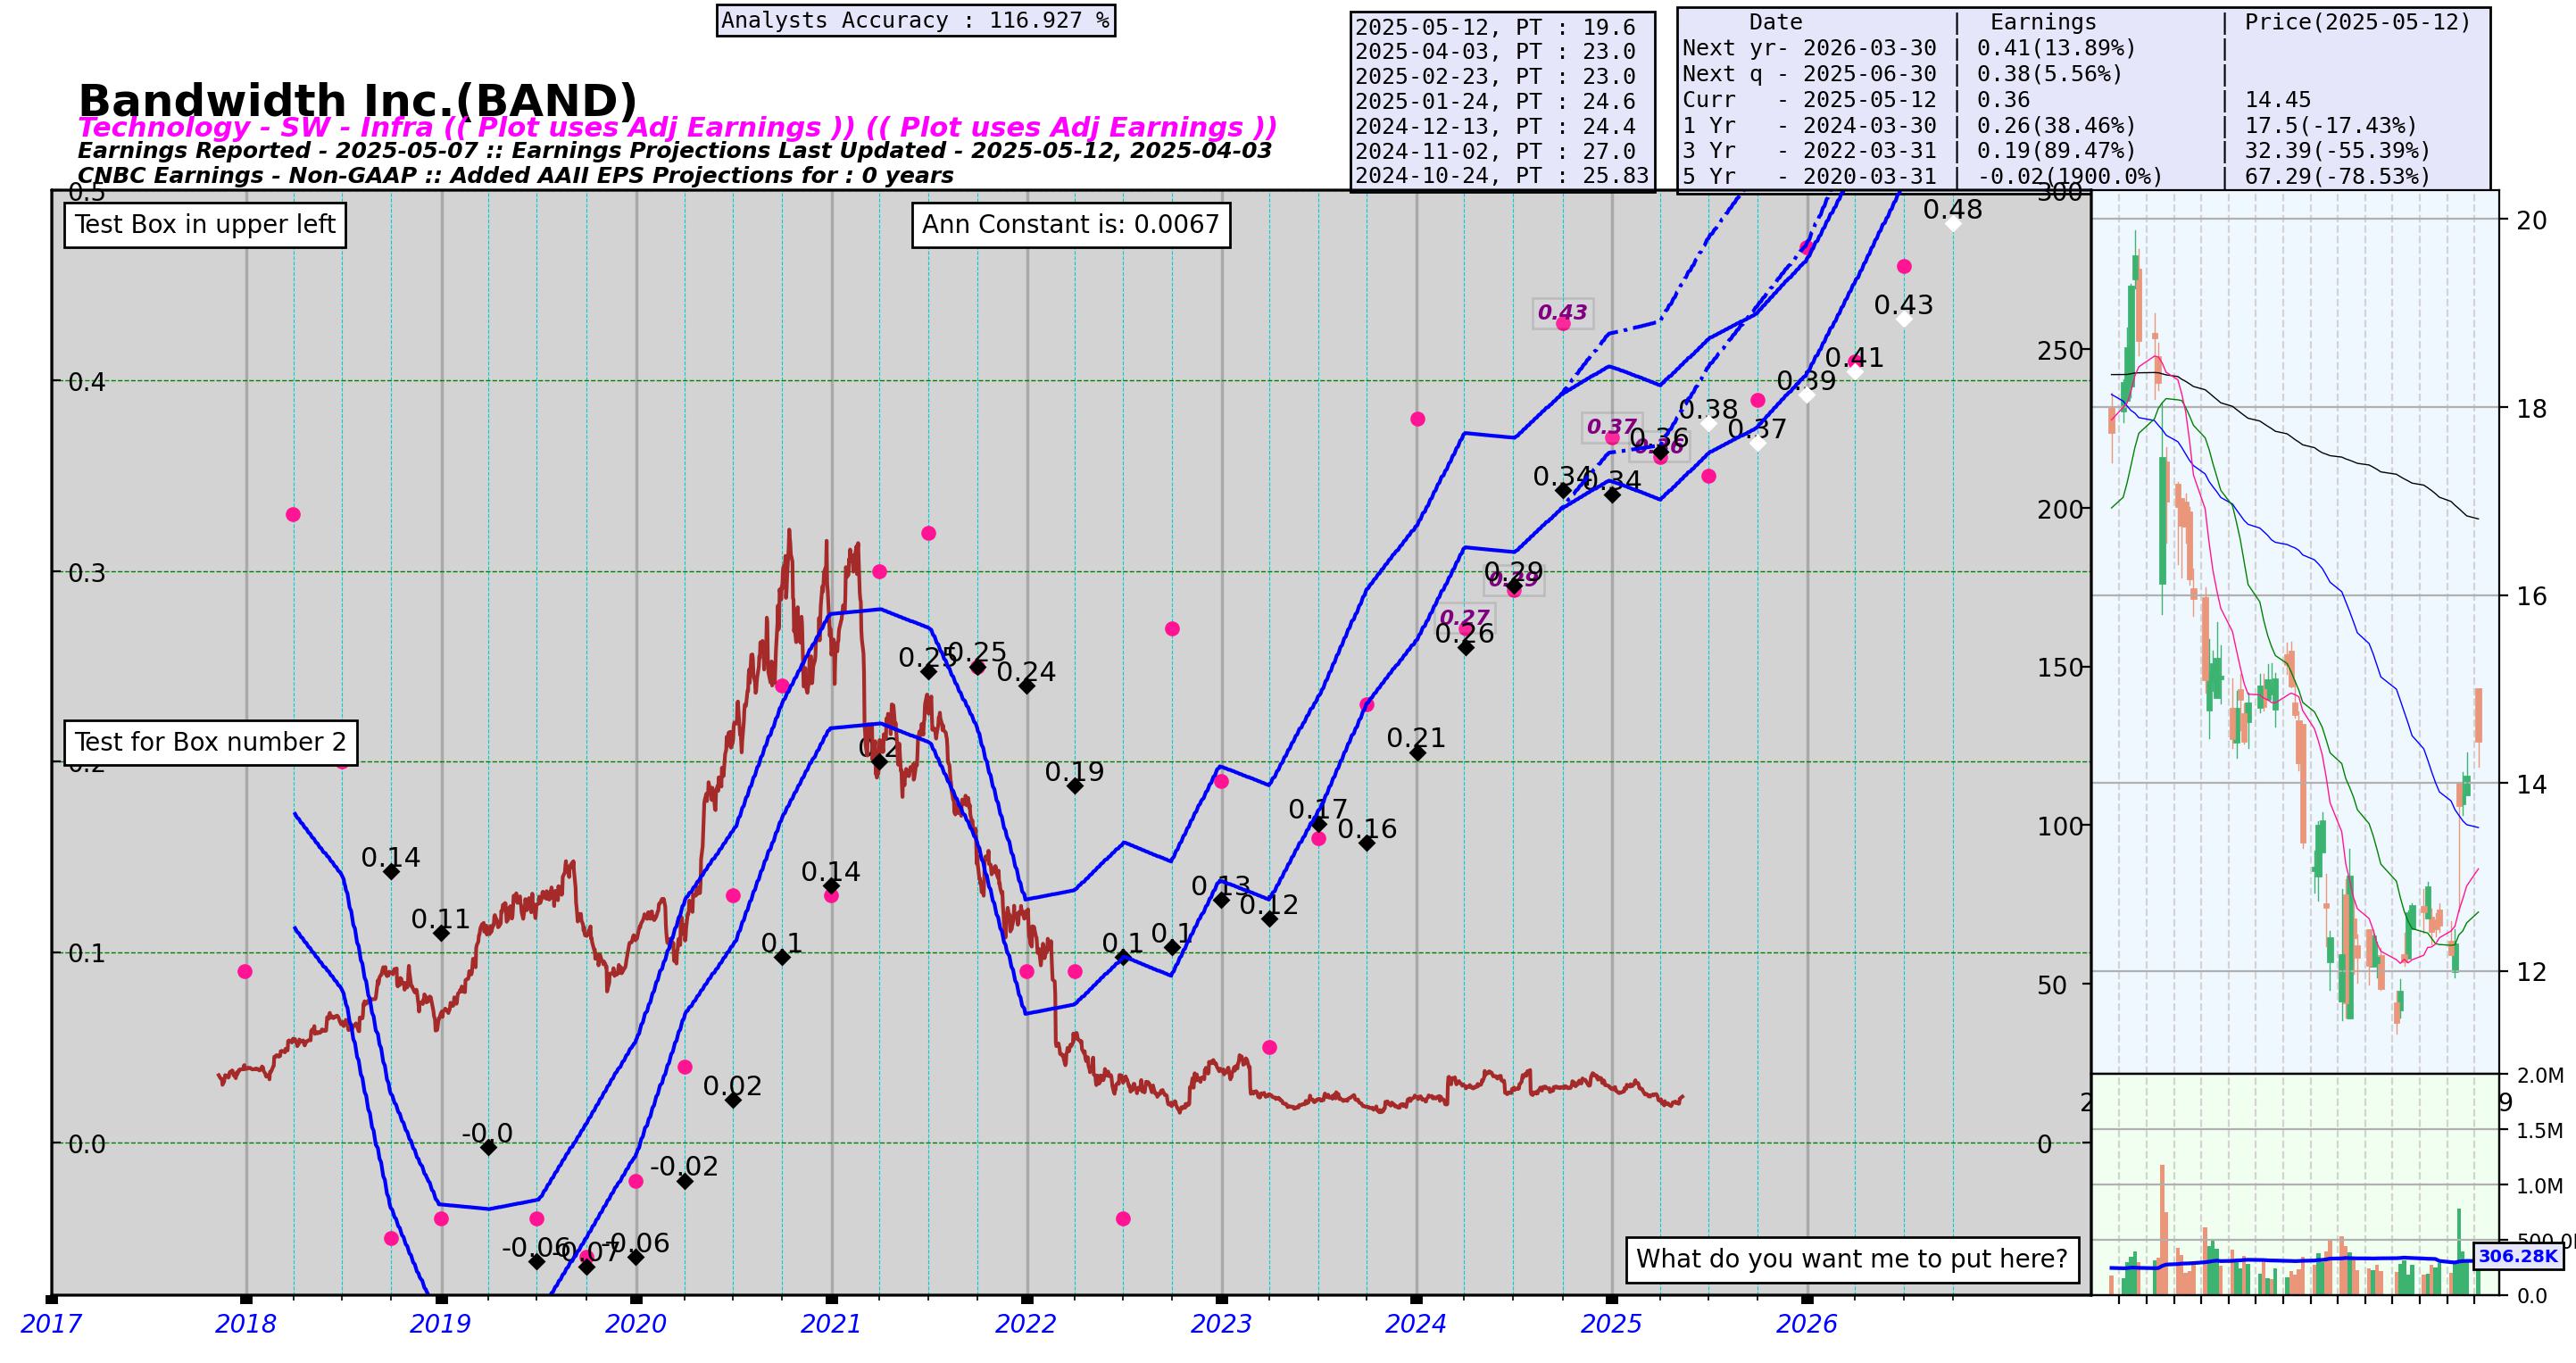 Analysts Accuracy : 116.927 %
2025-05-12, PT : 19.6
2025-04-03, PT : 23.0
2025-02-23, PT : 23.0
2025-01-24, PT : 24.6
2024-12-13, PT : 24.4
2024-11-02, PT : 27.0
2024-10-24, PT : 25.83
Date | Earnings | Price(2025-05-12)
Next yr- 2026-03-30 | 0.41(13.89%) |
Next q - 2025-06-30 | 0.38(5.56%) |
Curr - 2025-05-12 | 0.36 | 14.45
1 Yr - 2024-03-30 | 0.26(38.46%) | 17.5(-17.43%)
3 Yr - 2022-03-31 | 0.19(89.47%) | 32.39(-55.39%)
5 Yr - 2020-03-31 | -0.02(1900.0%) | 67.29(-78.53%)
Bandwidth Inc.(BAND)
Technology - SW - Infra (( Plot uses Adj Earnings )) (( Plot uses Adj Earnings ))
Earnings Reported - 2025-05-07 :: Earnings Projections Last Updated - 2025-05-12, 2025-04-03
CNBC Earnings - Non-GAAP :: Added AAII EPS Projections for : 0 years
Test Box in upper left
Ann Constant is: 0.0067
Test for Box number 2
What do you want me to put here?
0.5
0.4
0.3
0.2
0.1
0.0
0.14
0.11
-0.0
-0.06
-0.07
-0.06
-0.02
0.02
0.1
0.14
0.2
0.25
0.25
0.24
0.19
0.1
0.1
0.13
0.12
0.17
0.16
0.21
0.26
0.27
0.29
0.29
0.34
0.43
0.34
0.37
0.36
0.36
0.38
0.37
0.39
0.41
0.43
0.48
300
250
200
150
100
50
0
20
18
16
14
12
2
9
2.0M
1.5M
1.0M
500.0
306.28K
0.0
2017
2018
2019
2020
2021
2022
2023
2024
2025
2026